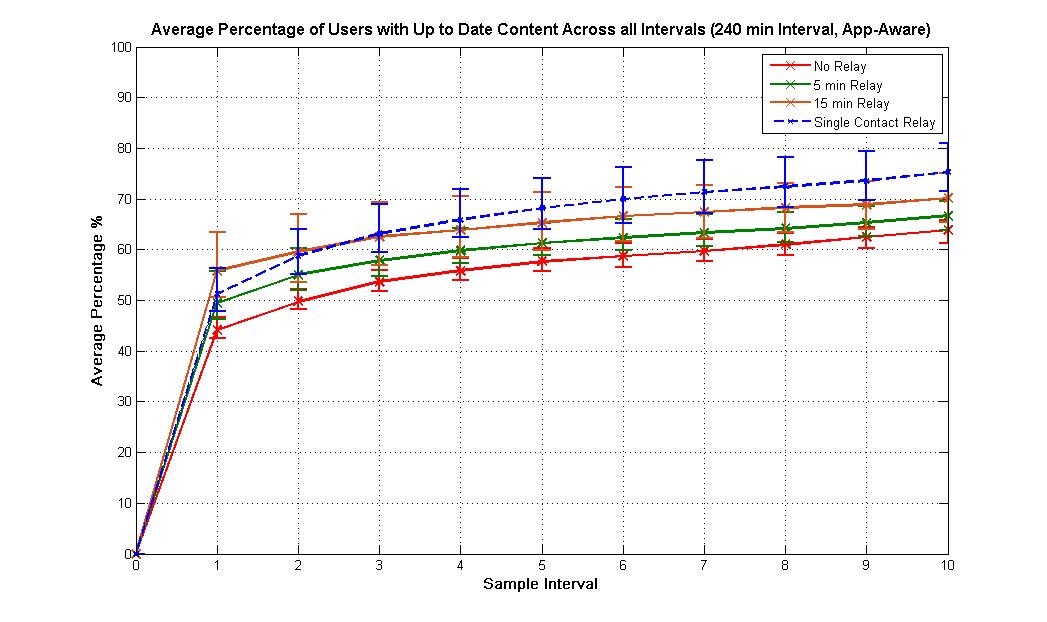 Average Percentage of Users with Up to Date Content Across all Intervals (240 min Interval, App-Aware)
100
90
80
70
60
50
40
30
20
10
0
Average Percentage %
No Relay
5 min Relay
15 min Relay
Single Contact Relay
0 1 2 3 4 5 6 7 8 9 10
Sample Interval